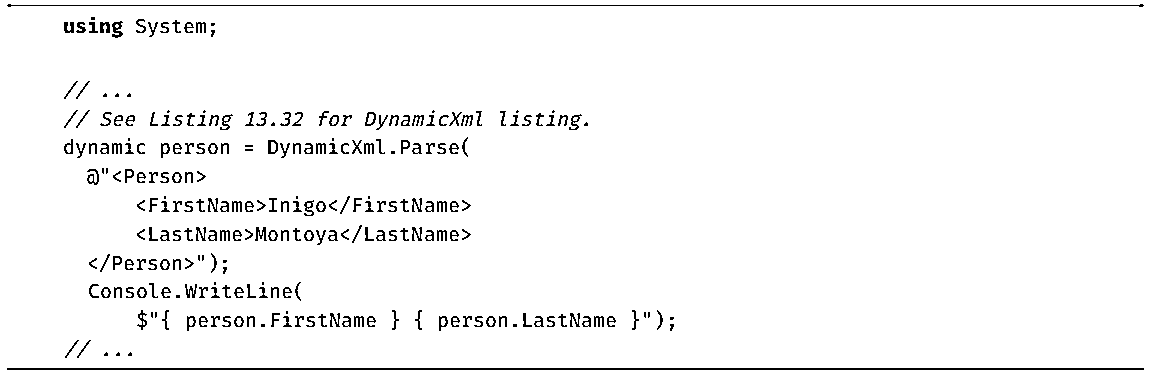 using System;
// ...
// See Listing 13.32 for DynamicXml listing.
dynamic person = DynamicXml.Parse(
@"<Person>
<FirstName>Inigo</FirstName>
<LastName>Montoya</LastName>
</Person>");
Console.WriteLine(
$"{ person.FirstName } { person.LastName }");
// ...